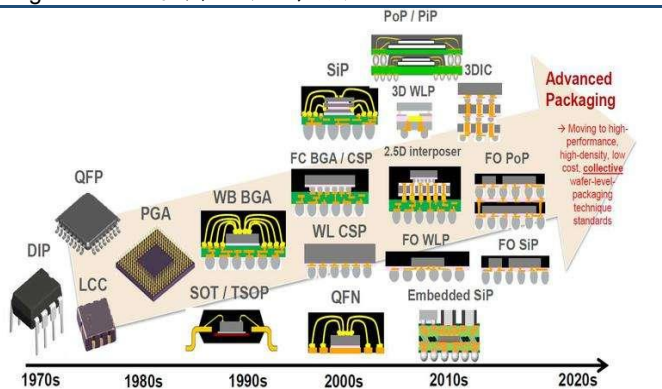 PoP / PiP
SiP
3D WLP
3DIC
Advanced
Packaging
→ Moving to high-
performance,
high-density, low
cost, collective
wafer-level-
packaging
technique
standards
QFP
PGA
WB BGA
FC BGA / CSP
2.5D interposer
FO PoP
DIP
LCC
SOT / TSOP
WL CSP
FO WLP
FO SiP
QFN
Embedded SiP
1970s
1980s
1990s
2000s
2010s
2020s